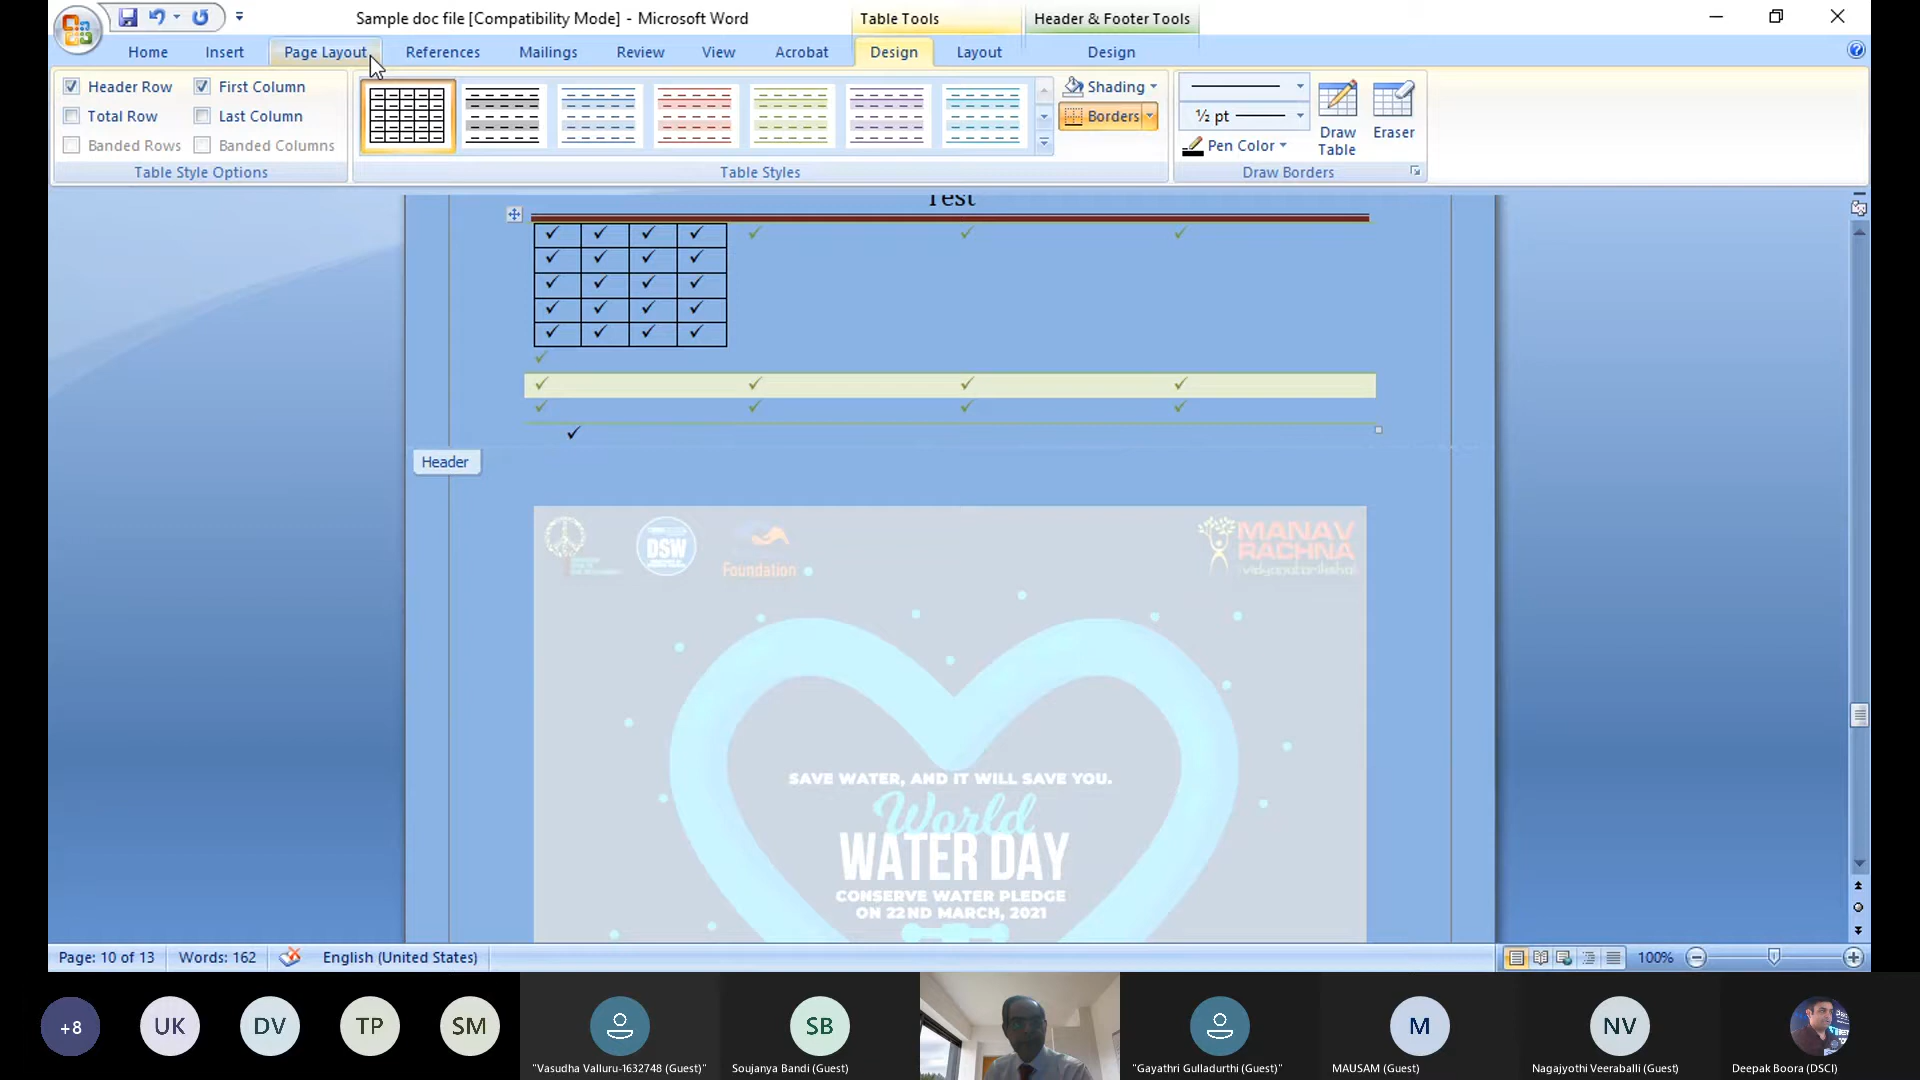 Sample doc file [Compatibility Mode] - Microsoft Word
Table Tools
Header & Footer Tools
Home
Insert
Page Layout
References
Mailings
Review
View
Acrobat
Design
Layout
Design
Header Row
First Column
Total Row
Last Column
Banded Rows
Banded Columns
Table Style Options
Table Styles
Shading
Borders
½ pt
Pen Color
Draw Table
Eraser
Draw Borders
Test
Header
DSW
Foundation
MANAV
RACHNA
SAVE WATER, AND IT WILL SAVE YOU.
World
WATER DAY
CONSERVE WATER PLEDGE
ON 22ND MARCH, 2021
Page: 10 of 13
Words: 162
English (United States)
100%
+8
UK
DV
TP
SM
SB
M
NV
"Vasudha Valluru-1632748 (Guest)"
Soujanya Bandi (Guest)
"Gayathri Gulladurthi (Guest)"
MAUSAM (Guest)
Nagajyothi Veeraballi (Guest)
Deepak Boora (DSCI)